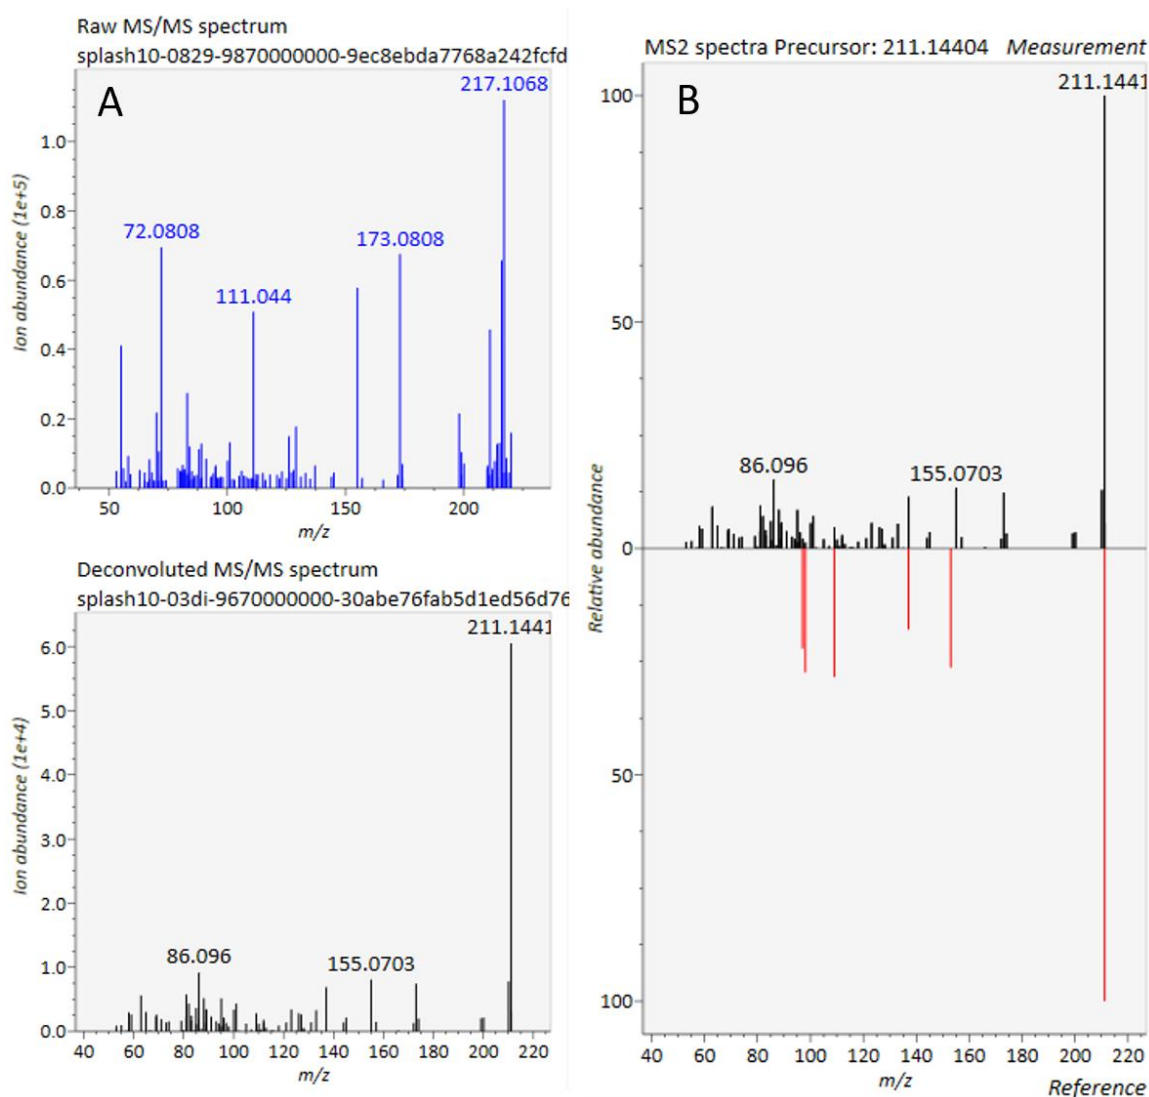 Raw MS/MS spectrum
splash10-0829-9870000000-9ec8ebda7768a242fcfd
A
217.1068
72.0808
173.0808
111.044
Ion abundance (1e+5)
1.0
0.8
0.6
0.4
0.2
0.0
50 100 150 200
m/z
Deconvoluted MS/MS spectrum
splash10-03di-9670000000-30abe76fab5d1ed56d76
211.1441
86.096
155.0703
Ion abundance (1e+4)
6.0
5.0
4.0
3.0
2.0
1.0
0.0
40 60 80 100 120 140 160 180 200 220
m/z
MS2 spectra Precursor: 211.14404 Measurement
B
211.1441
86.096
155.0703
Relative abundance
100
50
0
50
100
40 60 80 100 120 140 160 180 200 220
m/z
Reference